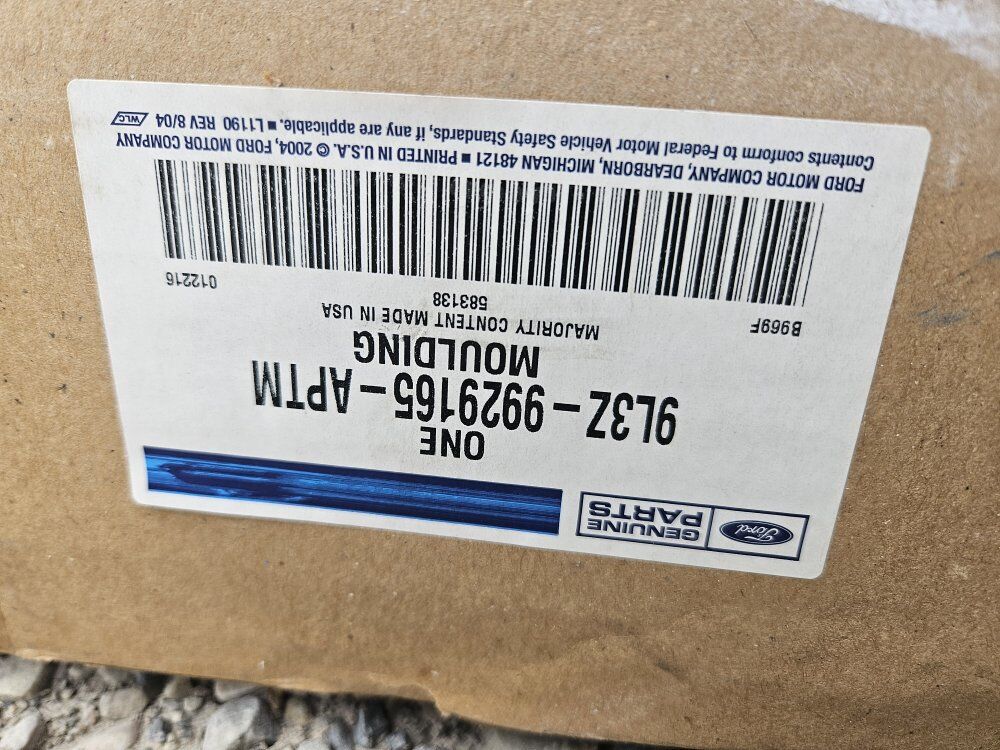 Ford
GENUINE
PARTS
ONE
9L3Z-9929165-APTM
MOULDING
MAJORITY CONTENT MADE IN USA
B969F 583138 012216
FORD MOTOR COMPANY, DEARBORN, MICHIGAN 48121 ■ PRINTED IN U.S.A. © 2004, FORD MOTOR COMPANY
Contents conform to Federal Motor Vehicle Safety Standards, if any are applicable. ■ L1190 REV 8/04 WLC